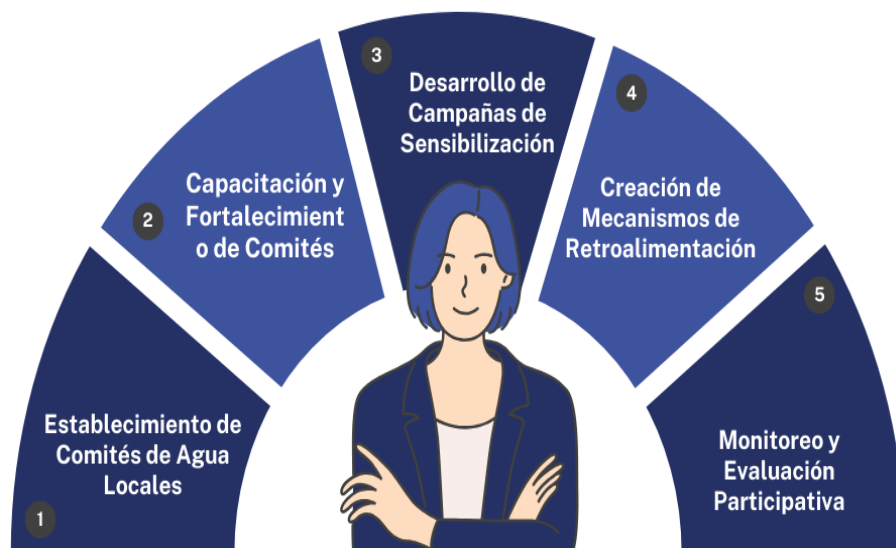 1
Establecimiento de
Comités de Agua
Locales
2
Capacitación y
Fortalecimient
o de Comités
3
Desarrollo de
Campañas de
Sensibilización
4
Creación de
Mecanismos de
Retroalimentación
5
Monitoreo y
Evaluación
Participativa